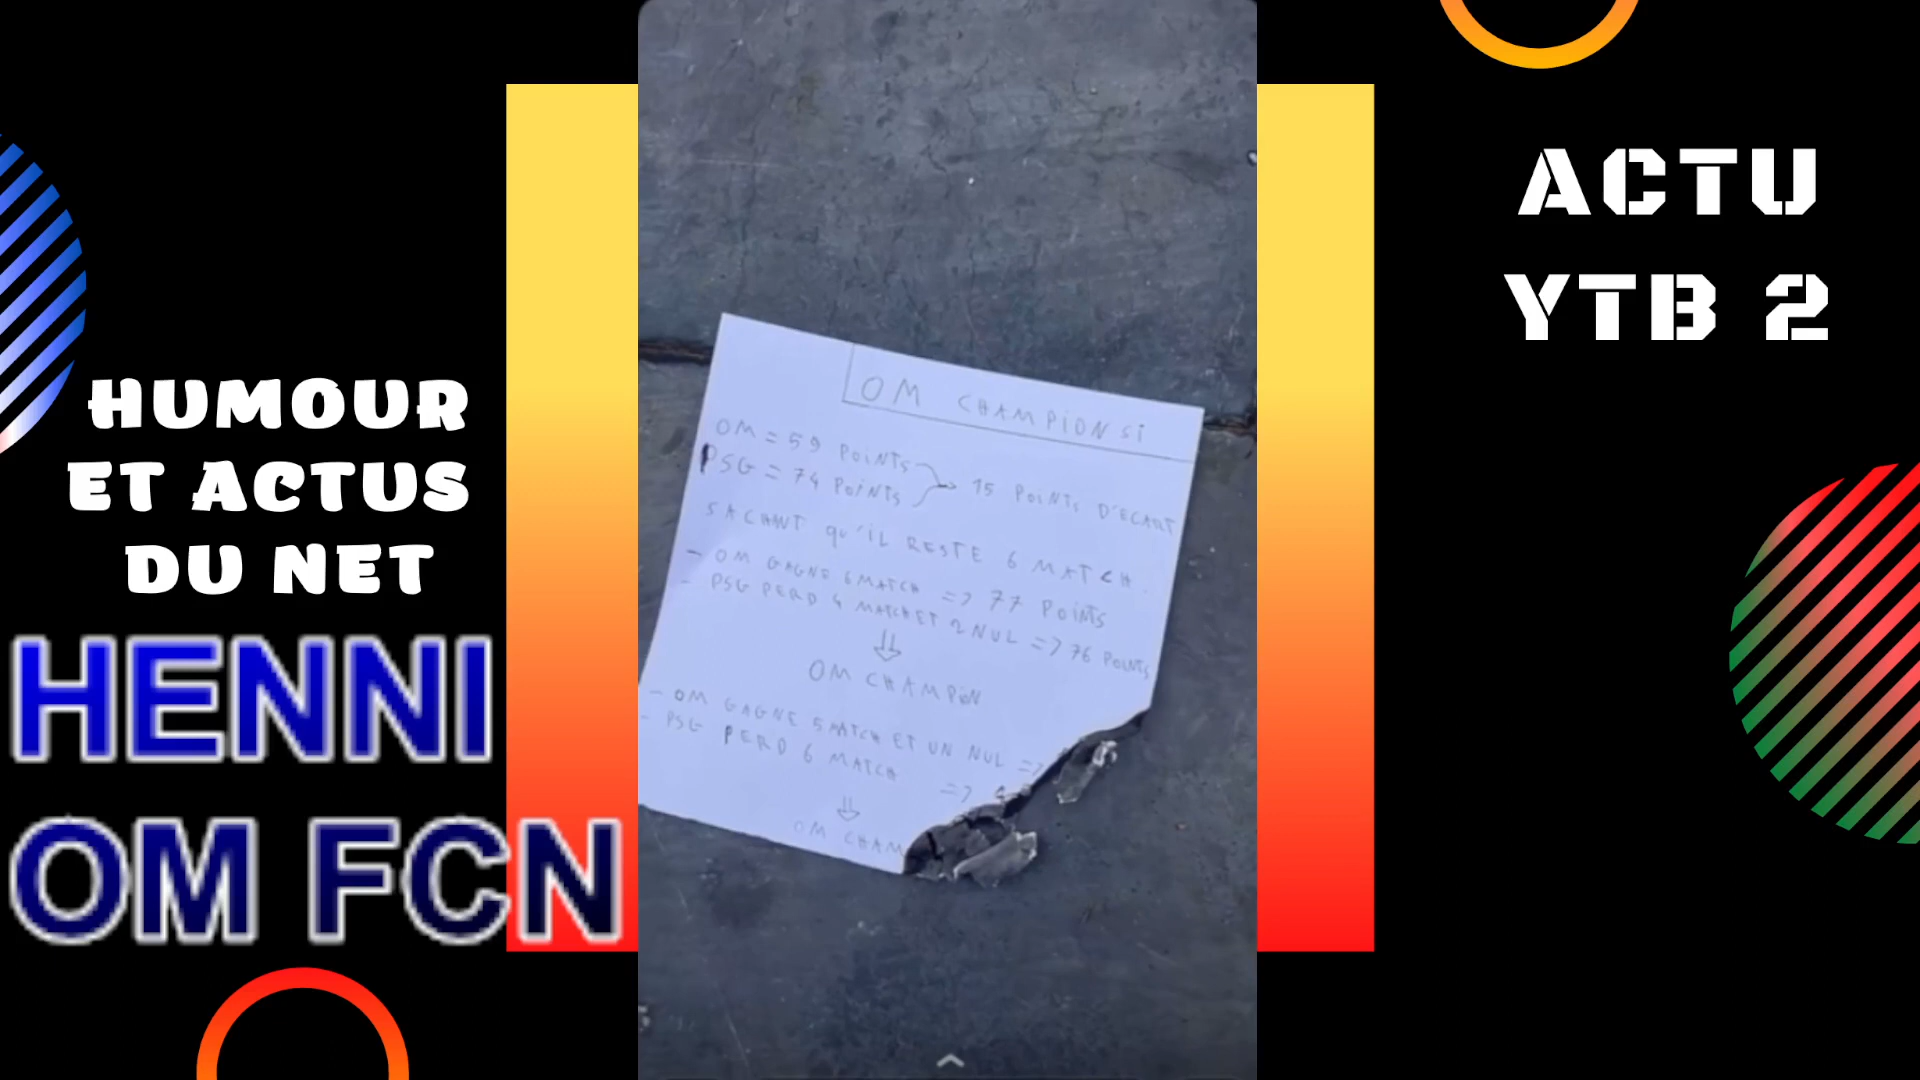 HUMOUR
ET ACTUS
DU NET
HENNI
OM FCN
OM CHAMPION SI
OM = 59 POINTS
PSG = 74 POINTS
15 POINTS D'ECART
SACHANT QU'IL RESTE 6 MATCH
- OM GAGNE 6 MATCH => 77 POINTS
- PSG PERD 4 MATCH ET 2 NUL => 76 POINTS
OM CHAMPION
- OM GAGNE 5 MATCH ET UN NUL =>
- PSG PERD 6 MATCH =>
OM CHAM
ACTU
YTB 2